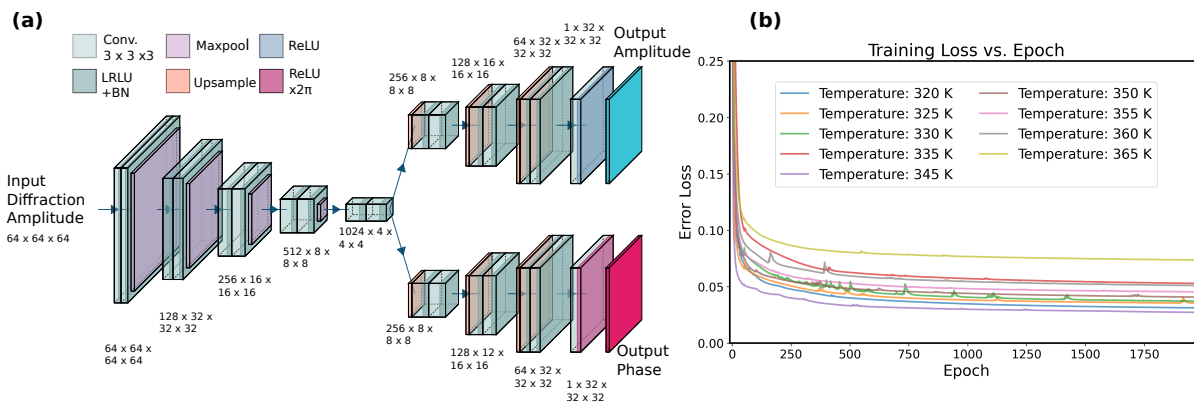 (a)
Conv.
3 x 3 x3
Maxpool
ReLU
LRLU
+BN
Upsample
ReLU
x2π
Input
Diffraction
Amplitude
64 x 64 x 64
64 x 64 x
64 x 64
128 x 32 x
32 x 32
256 x 16 x
16 x 16
512 x 8 x
8 x 8
1024 x 4 x
4 x 4
256 x 8 x
8 x 8
128 x 16 x
16 x 16
64 x 32 x
32 x 32
1 x 32 x
32 x 32
Output
Amplitude
256 x 8 x
8 x 8
128 x 12 x
16 x 16
64 x 32 x
32 x 32
1 x 32 x
32 x 32
Output
Phase
(b)
Training Loss vs. Epoch
Error Loss
0.25
0.20
0.15
0.10
0.05
0.00
Temperature: 320 K
Temperature: 325 K
Temperature: 330 K
Temperature: 335 K
Temperature: 345 K
Temperature: 350 K
Temperature: 355 K
Temperature: 360 K
Temperature: 365 K
0 250 500 750 1000 1250 1500 1750
Epoch